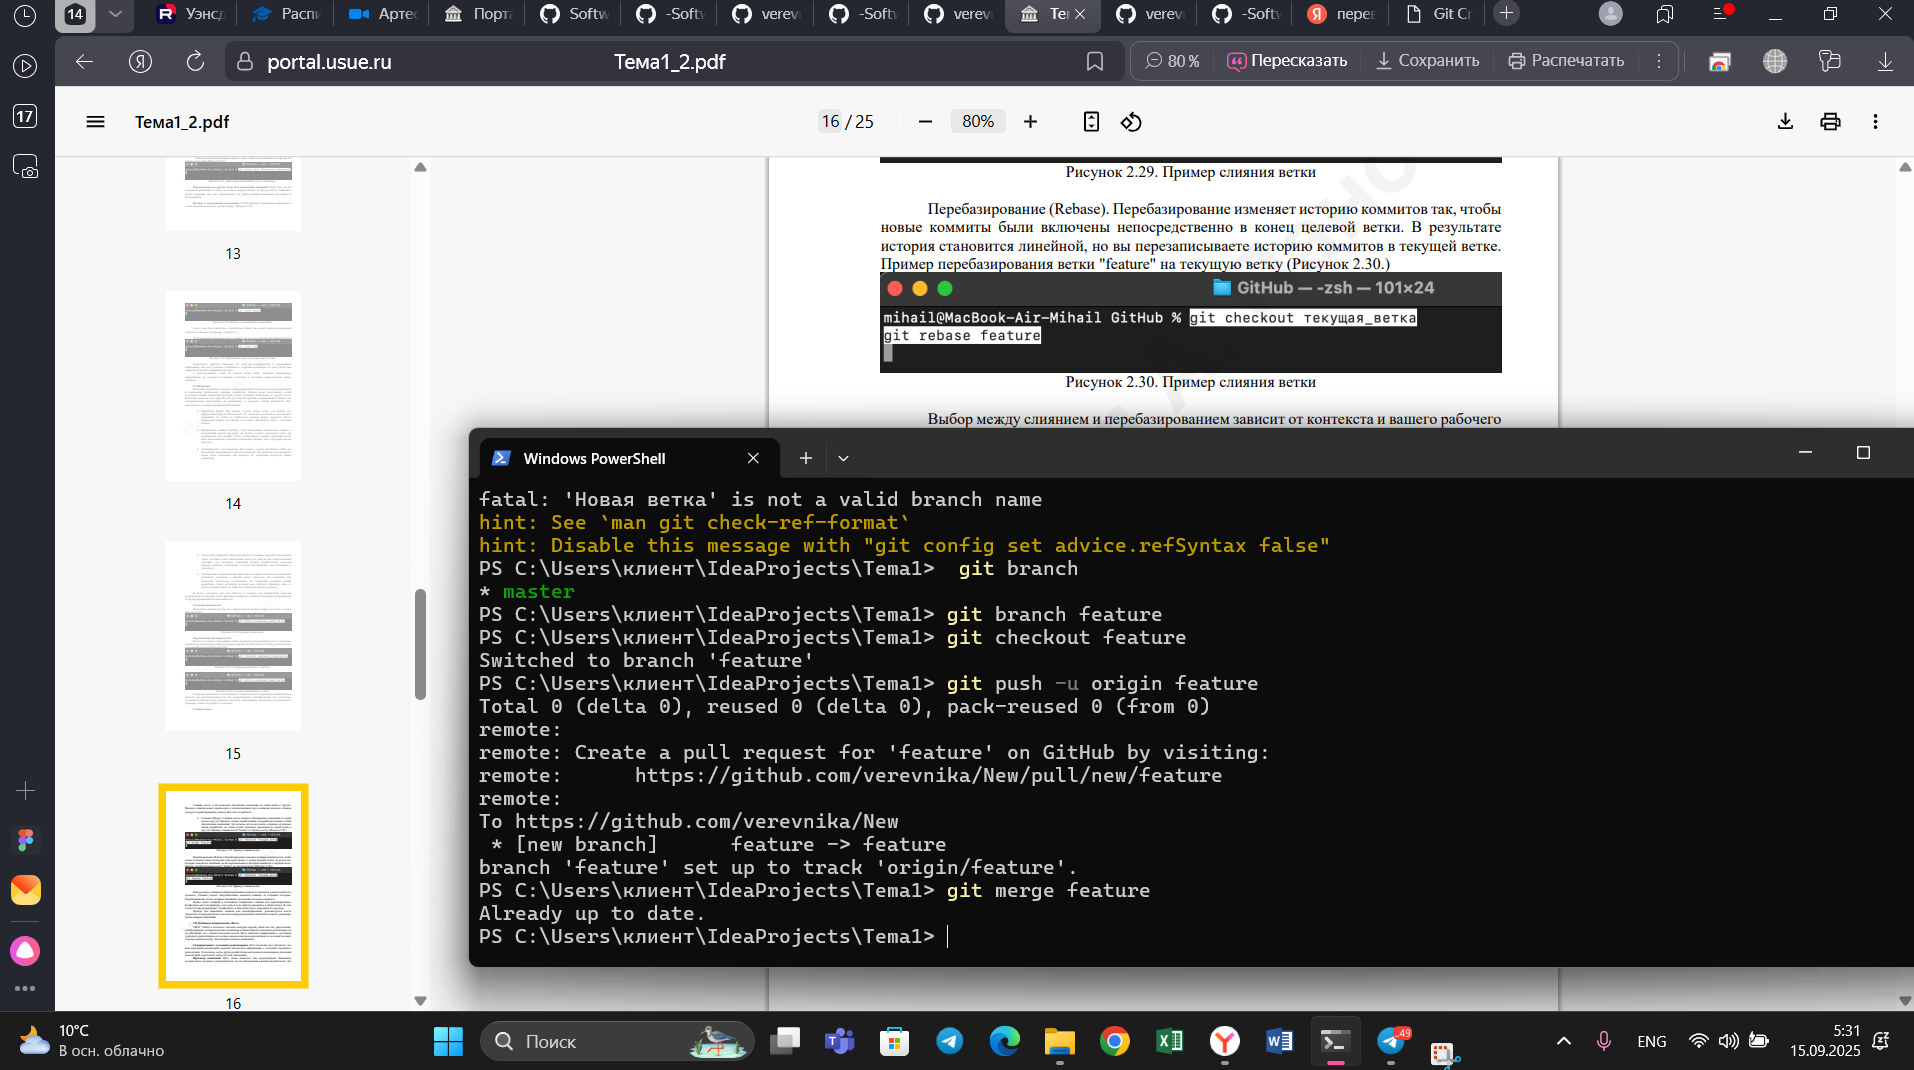 14
Уэнсд
Распи
Артес
Порта
Softw
-Softw
verevn
-Softw
verevn
Те
verevn
-Softw
перев
Git Cr
portal.usue.ru
Тема1_2.pdf
80 %
Пересказать
Сохранить
Распечатать
17
Тема1_2.pdf
16 / 25
80%
13
14
15
16
Рисунок 2.29. Пример слияния ветки
Перебазирование (Rebase). Перебазирование изменяет историю коммитов так, чтобы
новые коммиты были включены непосредственно в конец целевой ветки. В результате
история становится линейной, но вы перезаписываете историю коммитов в текущей ветке.
Пример перебазирования ветки "feature" на текущую ветку (Рисунок 2.30.)
GitHub — -zsh — 101×24
mihail@MacBook-Air-Mihail GitHub % git checkout текущая_ветка
git rebase feature
Рисунок 2.30. Пример слияния ветки
Выбор между слиянием и перебазированием зависит от контекста и вашего рабочего
Windows PowerShell
fatal: 'Новая ветка' is not a valid branch name
hint: See `man git check-ref-format`
hint: Disable this message with "git config set advice.refSyntax false"
PS C:\Users\клиент\IdeaProjects\Tema1>  git branch
* master
PS C:\Users\клиент\IdeaProjects\Tema1> git branch feature
PS C:\Users\клиент\IdeaProjects\Tema1> git checkout feature
Switched to branch 'feature'
PS C:\Users\клиент\IdeaProjects\Tema1> git push -u origin feature
Total 0 (delta 0), reused 0 (delta 0), pack-reused 0 (from 0)
remote:
remote: Create a pull request for 'feature' on GitHub by visiting:
remote:      https://github.com/verevnika/New/pull/new/feature
remote:
To https://github.com/verevnika/New
 * [new branch]      feature -> feature
branch 'feature' set up to track 'origin/feature'.
PS C:\Users\клиент\IdeaProjects\Tema1> git merge feature
Already up to date.
PS C:\Users\клиент\IdeaProjects\Tema1>
10°C
В осн. облачно
Поиск
49
ENG
5:31
15.09.2025